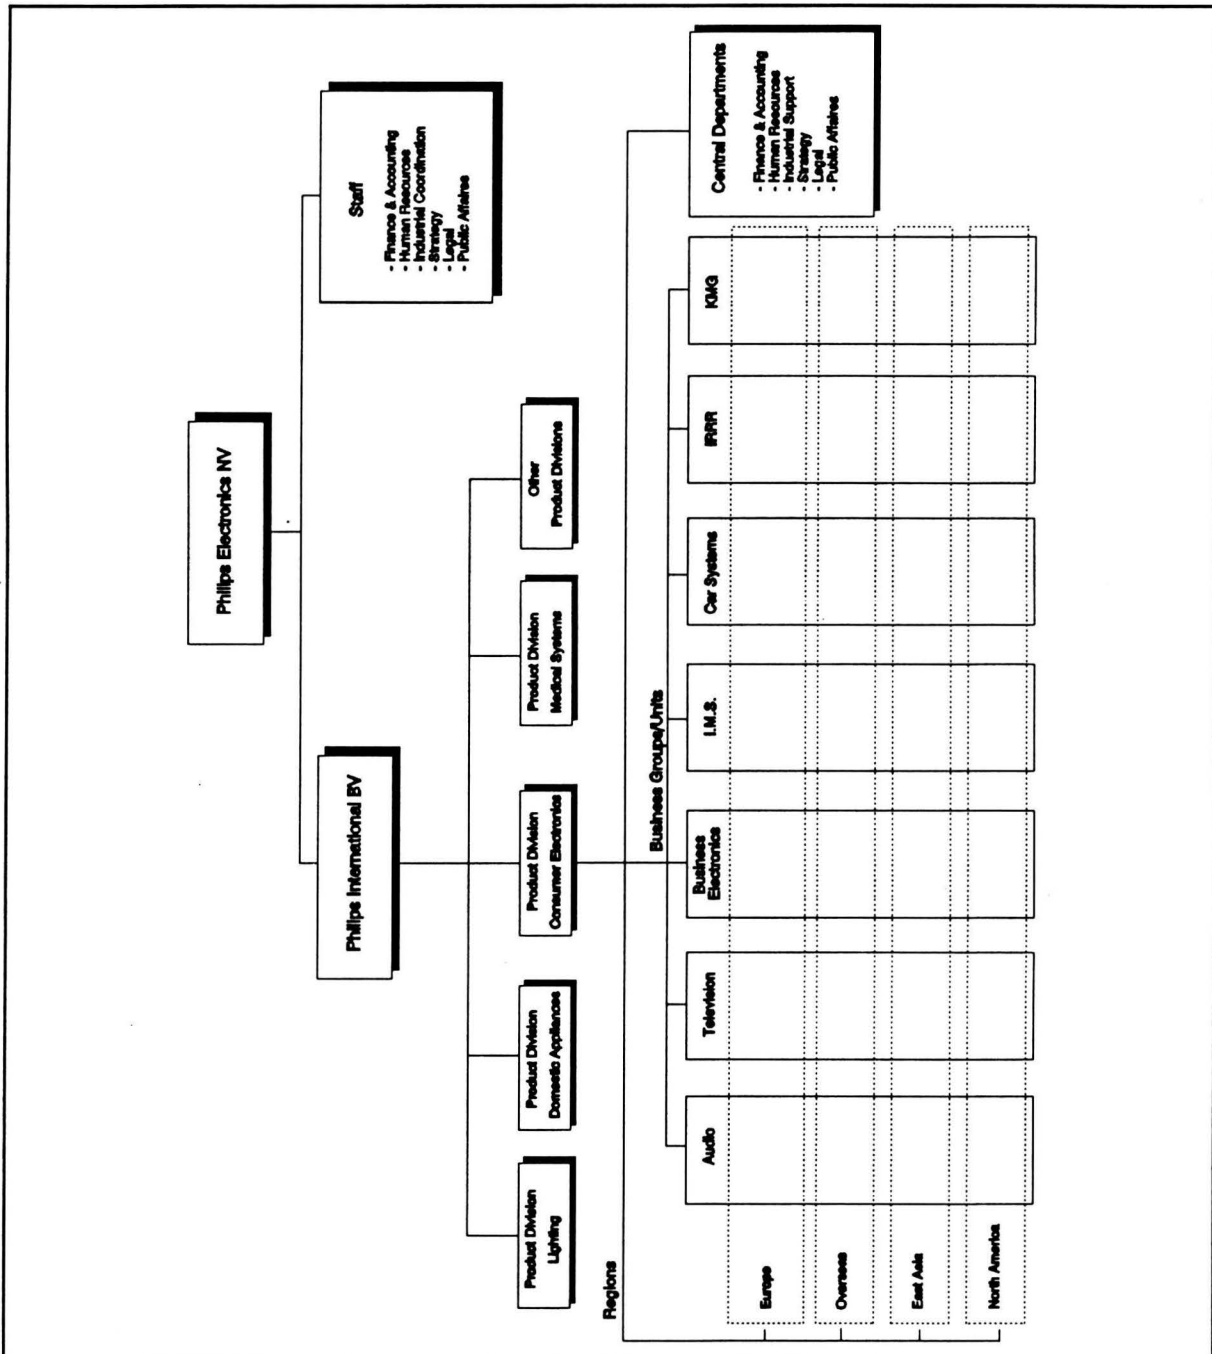 Philips Electronics NV
Philips International BV
Staff
- Finance & Accounting
- Human Resources
- Industrial Coordination
- Strategy
- Legal
- Public Affaires
Product Division
Lighting
Product Division
Domestic Appliances
Product Division
Consumer Electronics
Product Division
Medical Systems
Other
Product Divisions
Regions
Business Groups/Units
Audio
Television
Business
Electronics
I.M.S.
Car Systems
IRRR
KMG
Central Departments
- Finance & Accounting
- Human Resources
- Industrial Support
- Strategy
- Legal
- Public Affaires
Europe
Overseas
East Asia
North America